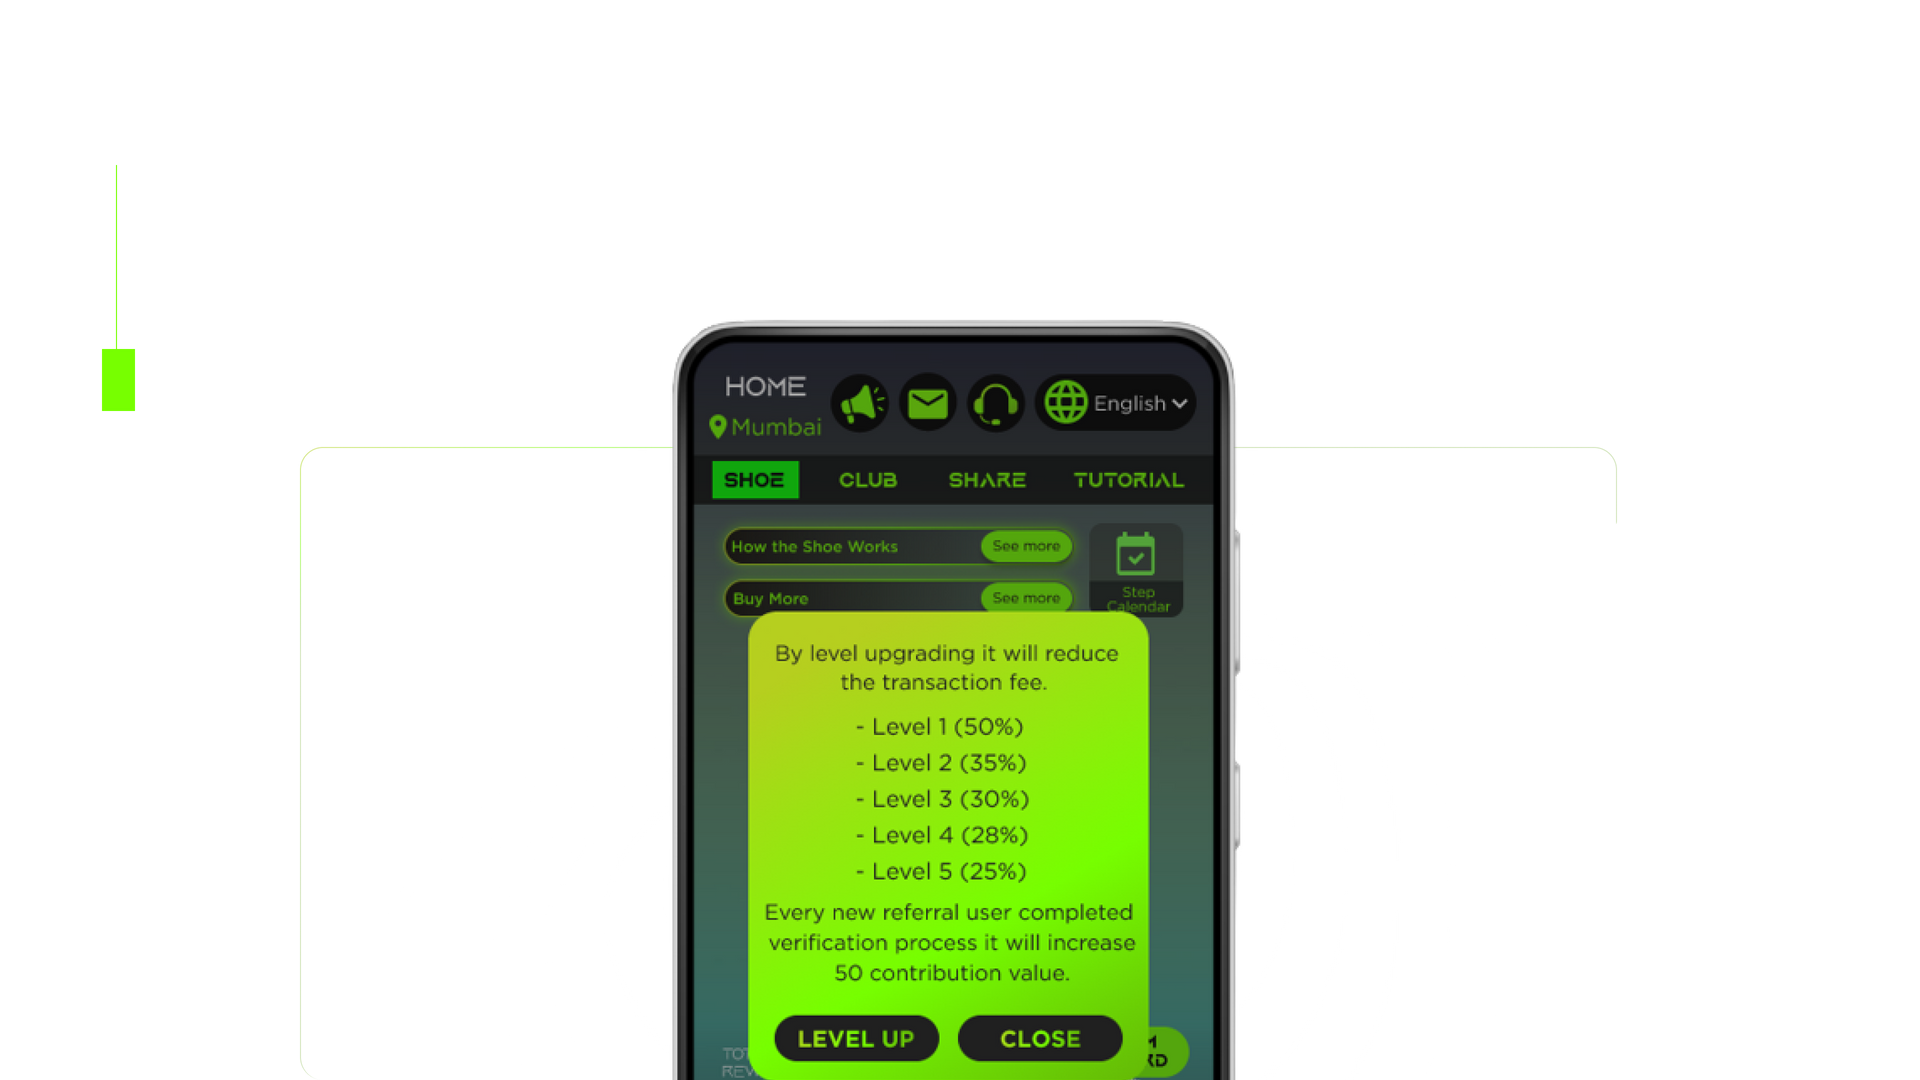 HOME
Mumbai
English
SHOE
CLUB
SHARE
TUTORIAL
How the Shoe Works
See more
Buy More
See more
Step
Calendar
By level upgrading it will reduce
the transaction fee.
- Level 1 (50%)
- Level 2 (35%)
- Level 3 (30%)
- Level 4 (28%)
- Level 5 (25%)
Every new referral user completed
verification process it will increase
50 contribution value.
LEVEL UP
CLOSE